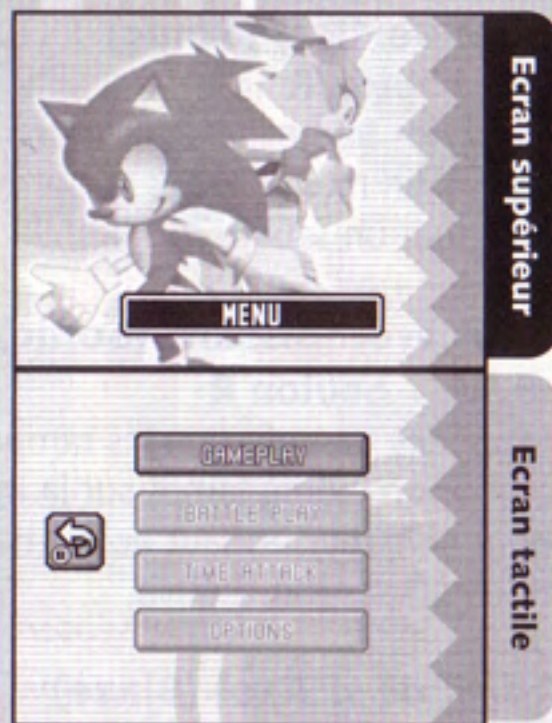 Ecran supérieur
MENU
Ecran tactile
GAMEPLAY
BATTLE PLAY
TIME ATTACK
OPTIONS
B